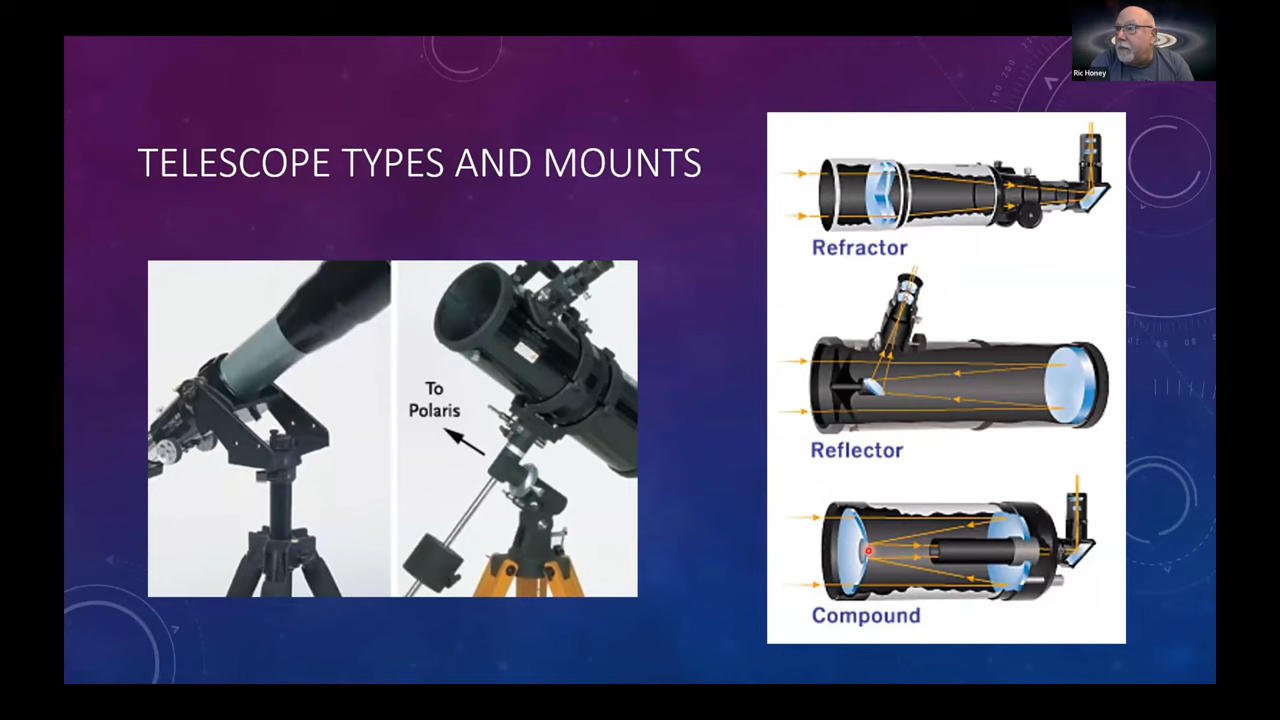 Ric Honey
TELESCOPE TYPES AND MOUNTS
To
Polaris
Refractor
Reflector
Compound